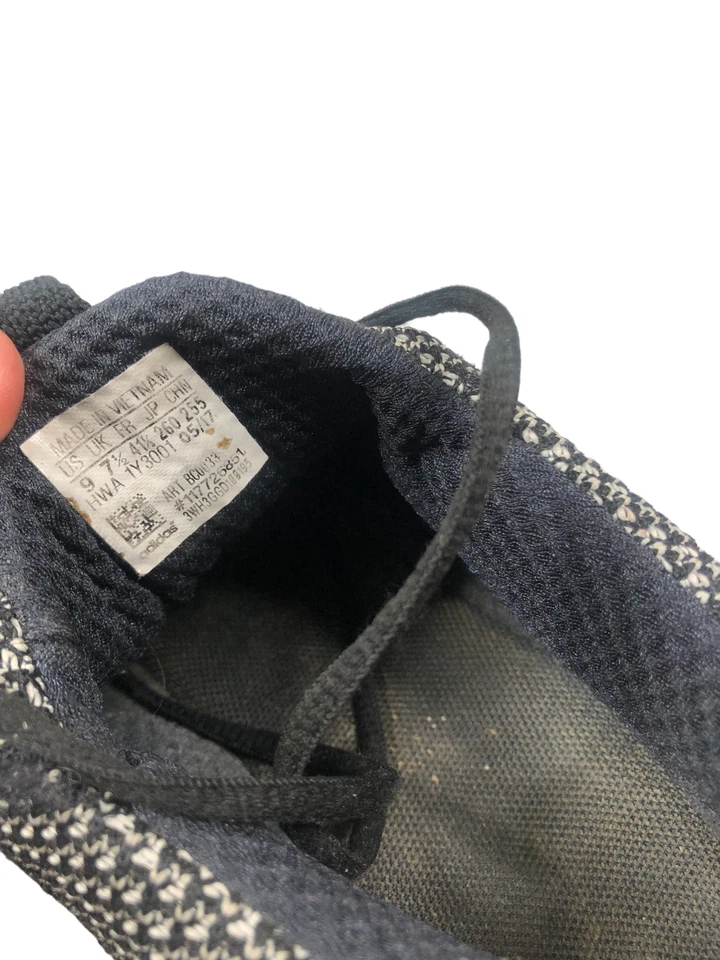 MADE IN VIETNAM
US UK FR JP CHN
9 7½ 41⅓ 260 255
HWA 1Y3001 05/17
ART
#117725851
adidas